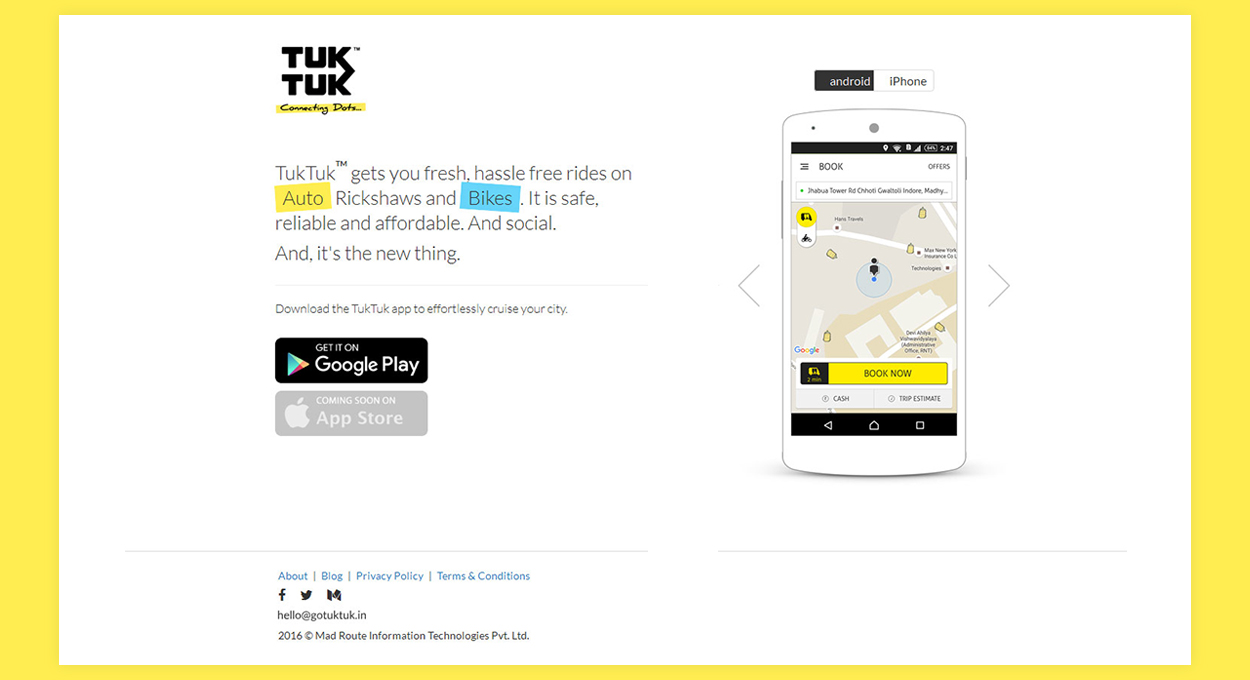 TUK™
TUK
Connecting Dots...
TukTuk™ gets you fresh, hassle free rides on
Auto Rickshaws and Bikes. It is safe,
reliable and affordable. And social.
And, it's the new thing.
Download the TukTuk app to effortlessly cruise your city.
GET IT ON
Google Play
COMING SOON ON
App Store
android iPhone
84% 2:47
BOOK OFFERS
Jhabua Tower Rd Chhoti Gwaltoli Indore, Madhy...
Hans Travels
Max New York
Insurance Co L
Technologies
Devi Ahilya
Vishwavidyalaya
(Administrative
Office, RNT)
Google
2 min
BOOK NOW
CASH TRIP ESTIMATE
About | Blog | Privacy Policy | Terms & Conditions
hello@gotuktuk.in
2016 © Mad Route Information Technologies Pvt. Ltd.